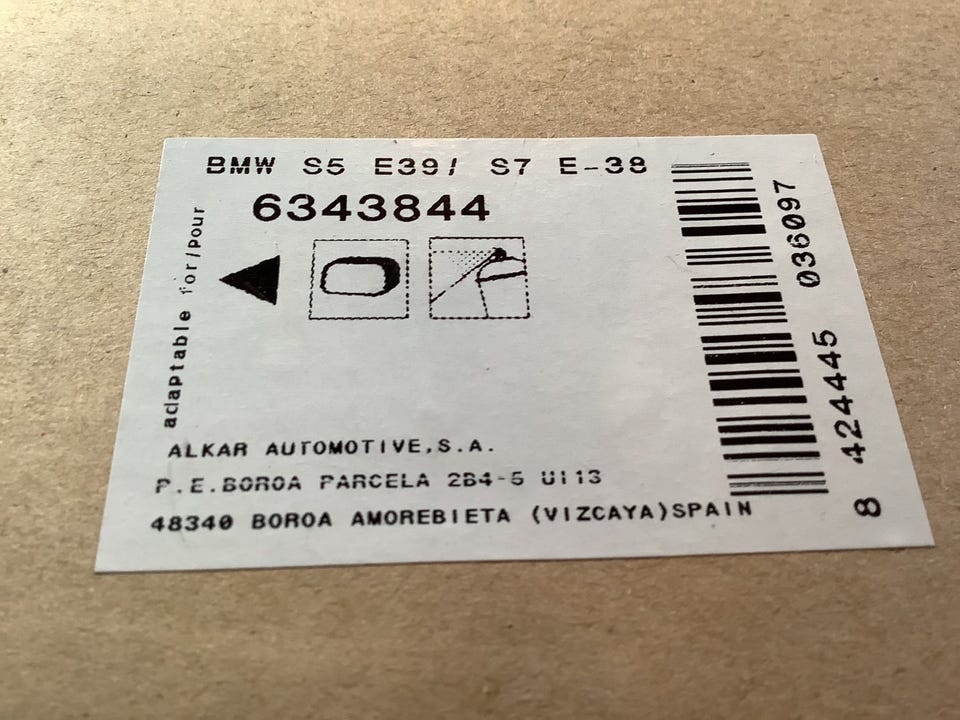 BMW S5 E39/ S7 E-38
6343844
adaptable for/pour
ALKAR AUTOMOTIVE,S.A.
P.E.BOROA PARCELA 2B4-5 UI13
48340 BOROA AMOREBIETA (VIZCAYA)SPAIN
8 424445 036097